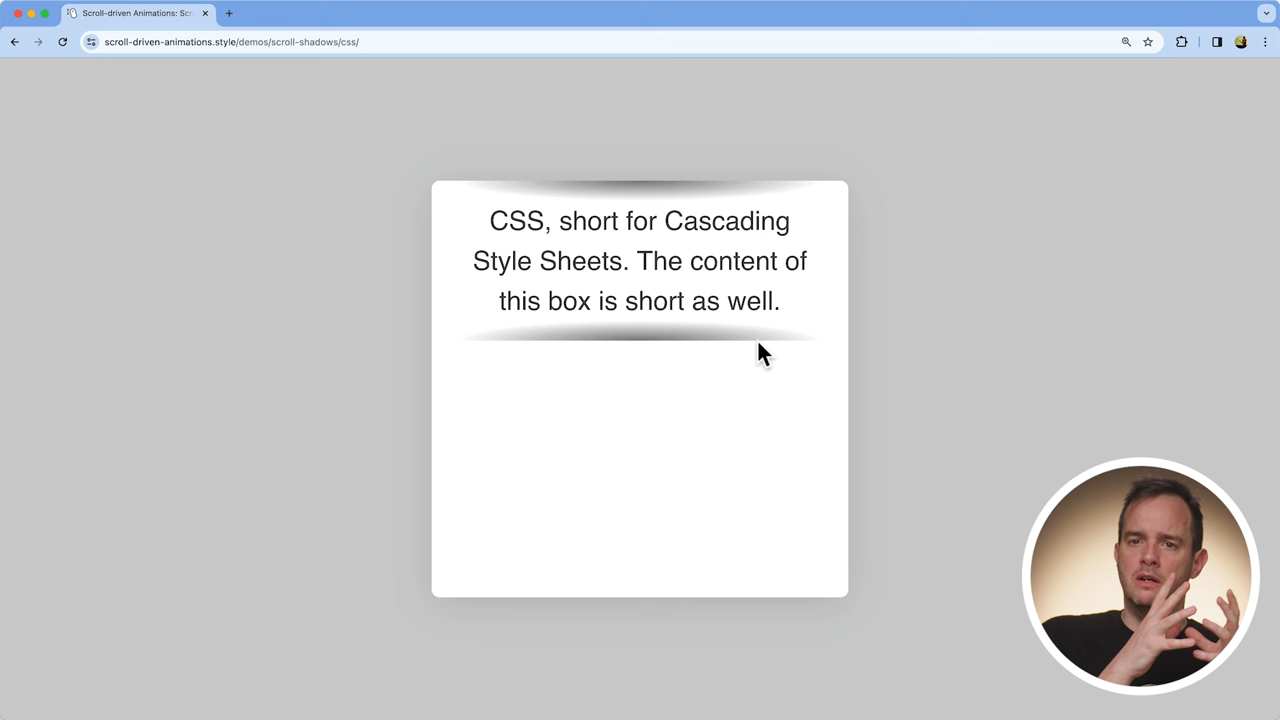 Scroll-driven Animations: Scr
scroll-driven-animations.style/demos/scroll-shadows/css/
CSS, short for Cascading
Style Sheets. The content of
this box is short as well.